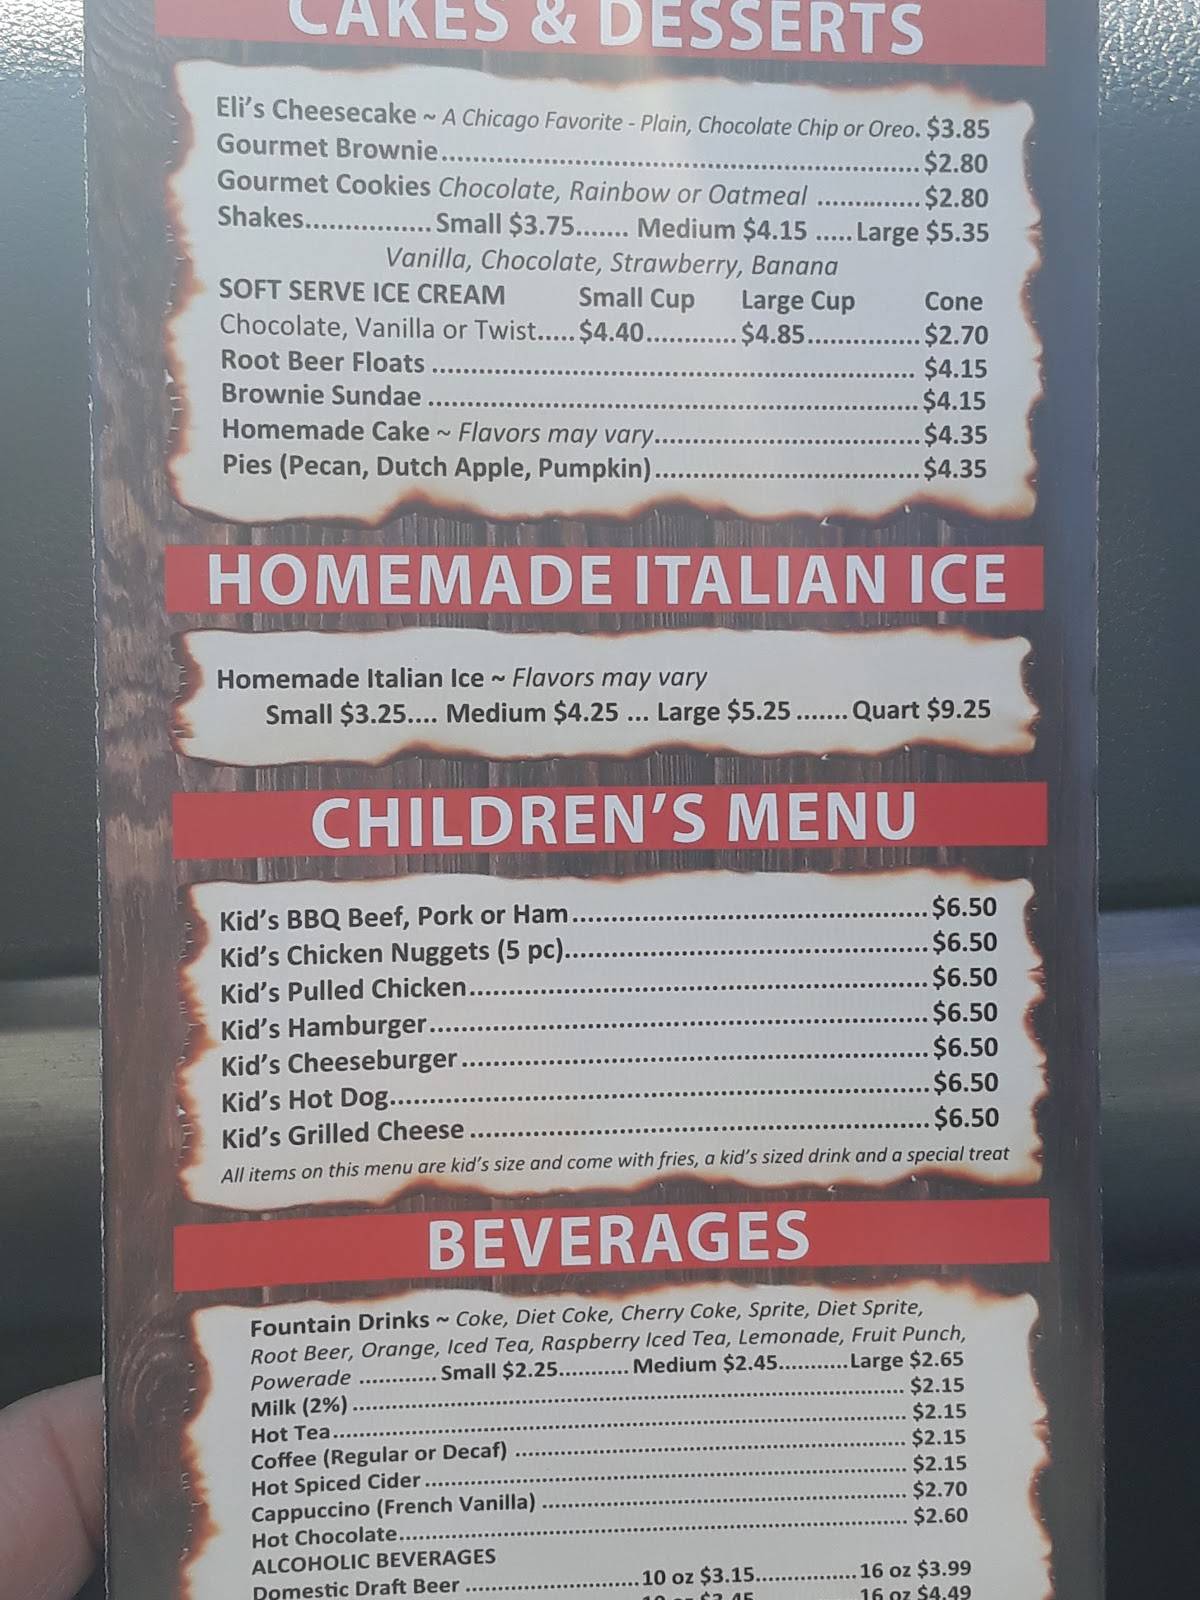 CAKES & DESSERTS
Eli's Cheesecake ~ A Chicago Favorite - Plain, Chocolate Chip or Oreo. $3.85
Gourmet Brownie.................................................. $2.80
Gourmet Cookies Chocolate, Rainbow or Oatmeal .............. $2.80
Shakes................. Small $3.75....... Medium $4.15 ..... Large $5.35
Vanilla, Chocolate, Strawberry, Banana
SOFT SERVE ICE CREAM Small Cup Large Cup Cone
Chocolate, Vanilla or Twist..... $4.40............ $4.85............... $2.70
Root Beer Floats .................................................. $4.15
Brownie Sundae .................................................. $4.15
Homemade Cake ~ Flavors may vary.................................... $4.35
Pies (Pecan, Dutch Apple, Pumpkin).................................... $4.35
HOMEMADE ITALIAN ICE
Homemade Italian Ice ~ Flavors may vary
Small $3.25.... Medium $4.25 ... Large $5.25 ....... Quart $9.25
CHILDREN'S MENU
Kid's BBQ Beef, Pork or Ham.................................................. $6.50
Kid's Chicken Nuggets (5 pc).................................................. $6.50
Kid's Pulled Chicken.................................................. $6.50
Kid's Hamburger.................................................. $6.50
Kid's Cheeseburger .................................................. $6.50
Kid's Hot Dog.................................................. $6.50
Kid's Grilled Cheese .................................................. $6.50
All items on this menu are kid's size and come with fries, a kid's sized drink and a special treat
BEVERAGES
Fountain Drinks ~ Coke, Diet Coke, Cherry Coke, Sprite, Diet Sprite,
Root Beer, Orange, Iced Tea, Raspberry Iced Tea, Lemonade, Fruit Punch,
Powerade ............ Small $2.25........... Medium $2.45........... Large $2.65
Milk (2%) .................................................. $2.15
Hot Tea.................................................. $2.15
Coffee (Regular or Decaf) .................................................. $2.15
Hot Spiced Cider .................................................. $2.15
Cappuccino (French Vanilla) .................................................. $2.70
Hot Chocolate.................................................. $2.60
ALCOHOLIC BEVERAGES
Domestic Draft Beer ........................... 10 oz $3.15................ 16 oz $3.99
16 oz $4.49